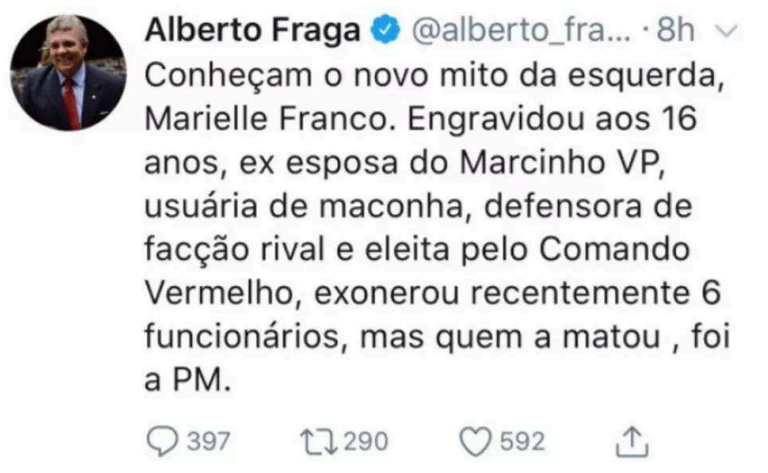 Alberto Fraga @alberto_fra... · 8h
Conheçam o novo mito da esquerda,
Marielle Franco. Engravidou aos 16
anos, ex esposa do Marcinho VP,
usuária de maconha, defensora de
facção rival e eleita pelo Comando
Vermelho, exonerou recentemente 6
funcionários, mas quem a matou , foi
a PM.
397 290 592